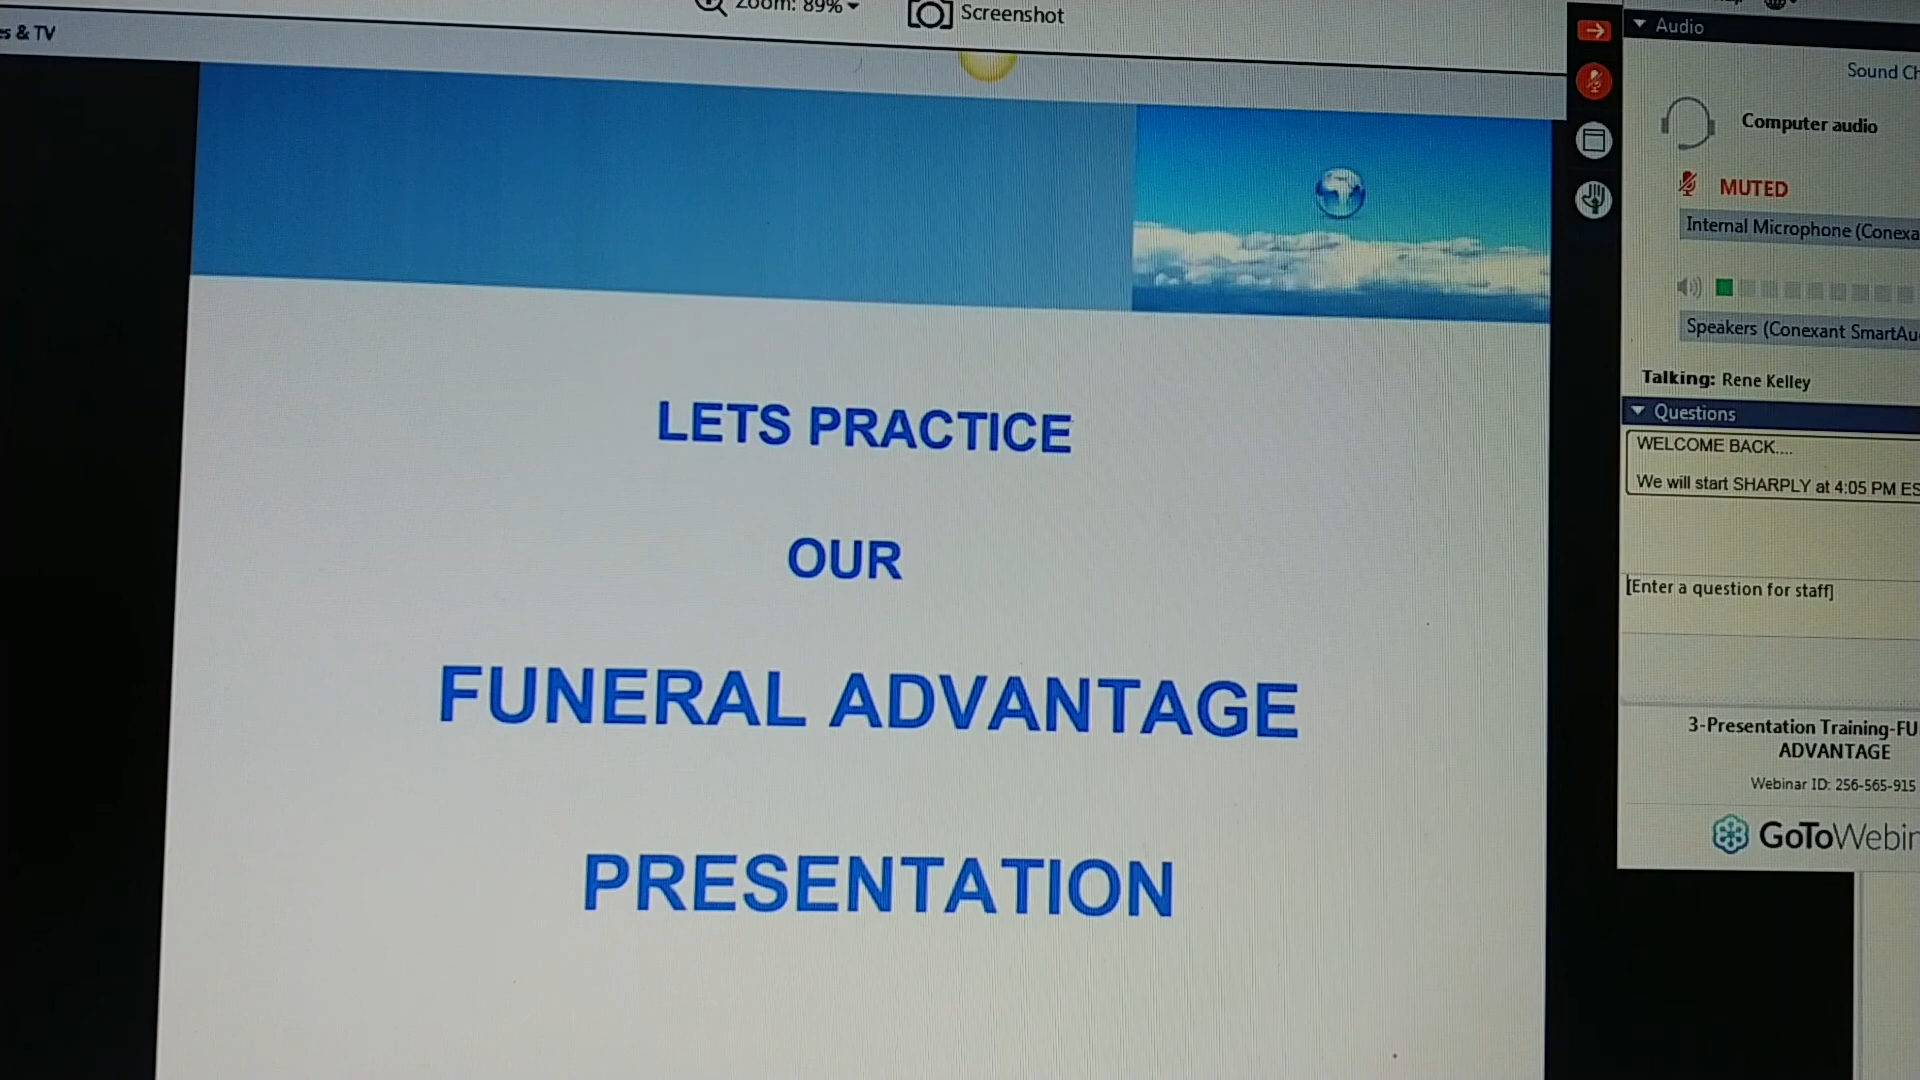 Zoom: 89%
Screenshot
& TV
LETS PRACTICE
OUR
FUNERAL ADVANTAGE
PRESENTATION
Audio
Sound
Computer audio
MUTED
Internal Microphone (Conexa
Speakers (Conexant SmartAu
Talking: Rene Kelley
Questions
WELCOME BACK....
We will start SHARPLY at 4:05 PM ES
[Enter a question for staff]
3-Presentation Training-FU
ADVANTAGE
Webinar ID: 256-565-915
GoToWebin